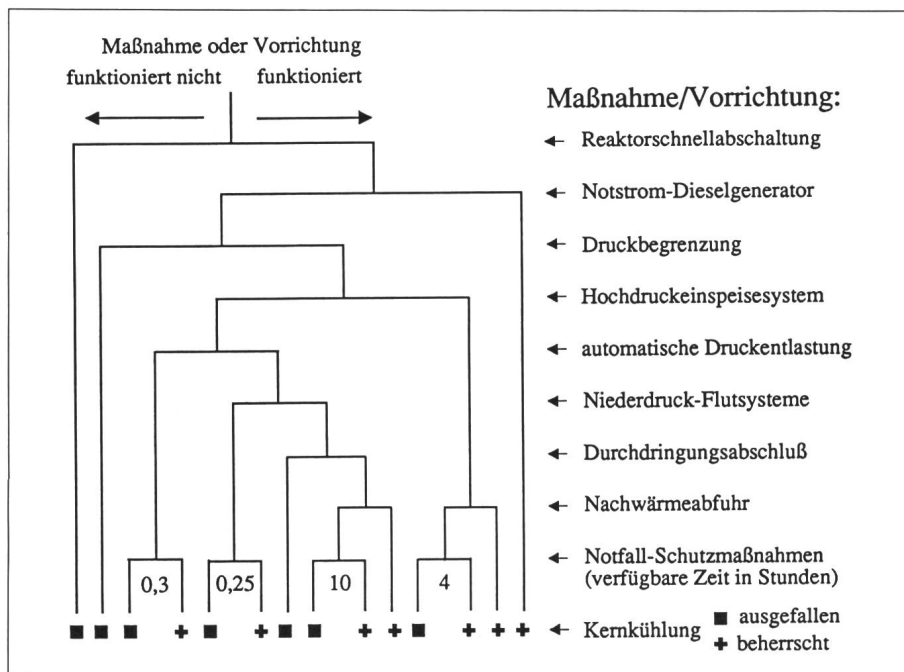 Maßnahme oder Vorrichtung
funktioniert nicht funktioniert
Maßnahme/Vorrichtung:
Reaktorschnellabschaltung
Notstrom-Dieselgenerator
Druckbegrenzung
Hochdruckeinspeisesystem
automatische Druckentlastung
Niederdruck-Flutsysteme
Durchdringungsabschluß
Nachwärmeabfuhr
Notfall-Schutzmaßnahmen
(verfügbare Zeit in Stunden)
0,3 0,25 10 4
Kernkühlung
ausgefallen
beherrscht